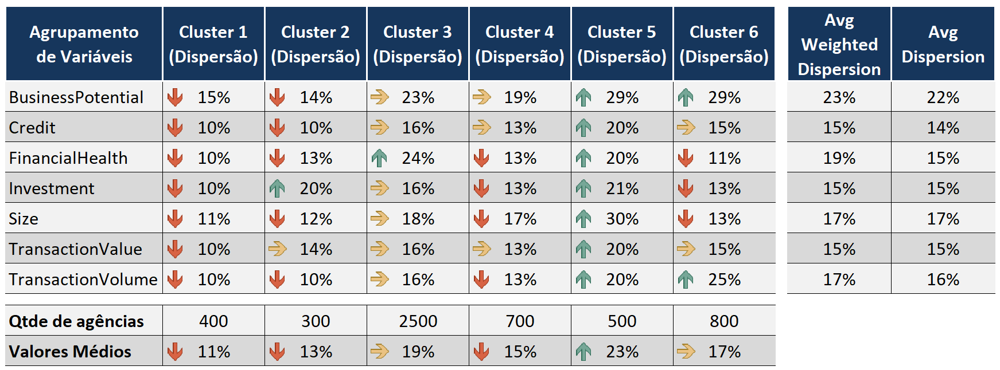 Agrupamento de Variáveis Cluster 1 (Dispersão) Cluster 2 (Dispersão) Cluster 3 (Dispersão) Cluster 4 (Dispersão) Cluster 5 (Dispersão) Cluster 6 (Dispersão) Avg Weighted Dispersion Avg Dispersion
BusinessPotential 15% 14% 23% 19% 29% 29% 23% 22%
Credit 10% 10% 16% 13% 20% 15% 15% 14%
FinancialHealth 10% 13% 24% 13% 20% 11% 19% 15%
Investment 10% 20% 16% 13% 21% 13% 15% 15%
Size 11% 12% 18% 17% 30% 13% 17% 17%
TransactionValue 10% 14% 16% 13% 20% 15% 15% 15%
TransactionVolume 10% 10% 16% 13% 20% 25% 17% 16%
Qtde de agências 400 300 2500 700 500 800
Valores Médios 11% 13% 19% 15% 23% 17%